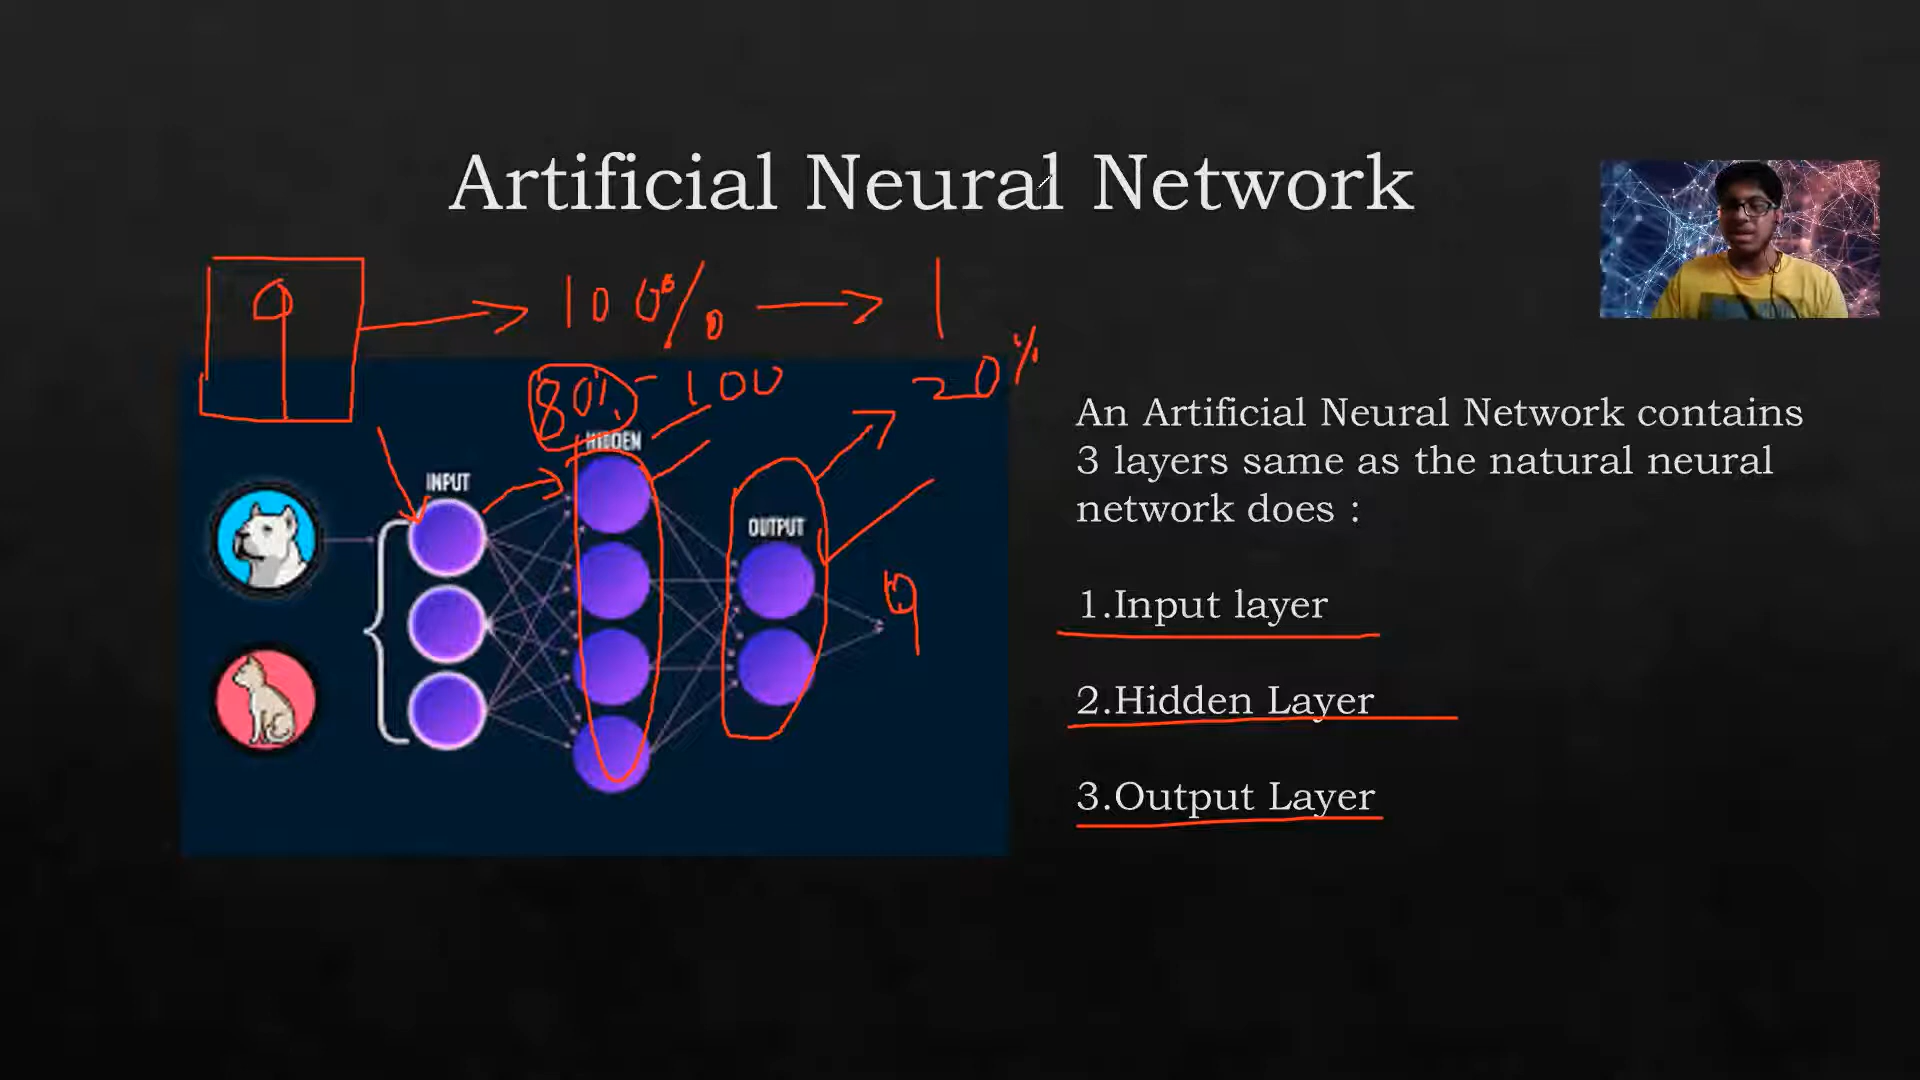 Artificial Neural Network
9
100%
1
80%
- 100
20%
HIDDEN
INPUT
OUTPUT
9
An Artificial Neural Network contains
3 layers same as the natural neural
network does :
1.Input layer
2.Hidden Layer
3.Output Layer